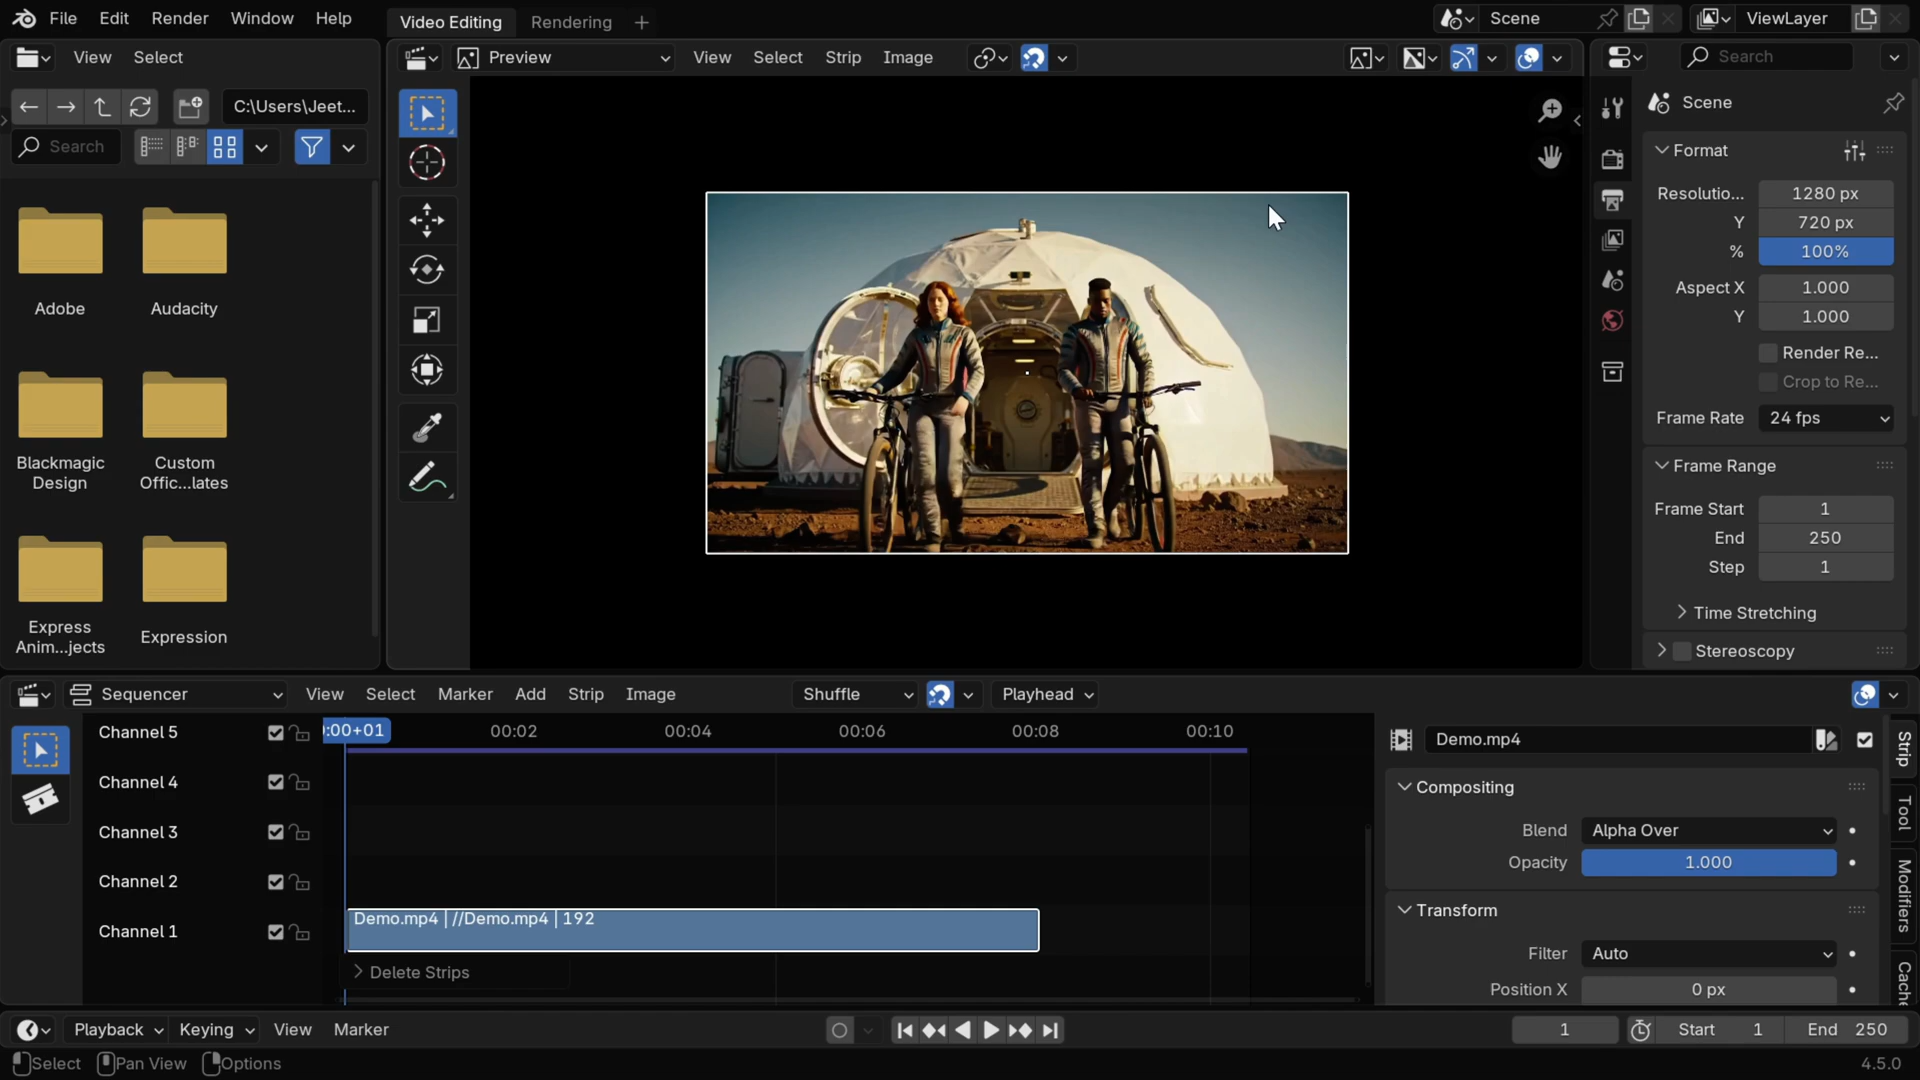 File Edit Render Window Help Video Editing Rendering + Scene ViewLayer
View Select Preview View Select Strip Image Search
C:\Users\Jeet... Scene
Search
Format
Resolutio... 1280 px
Y 720 px
% 100%
Aspect X 1.000
Y 1.000
Render Re...
Crop to Re...
Frame Rate 24 fps
Frame Range
Frame Start 1
End 250
Step 1
Time Stretching
Stereoscopy
Adobe Audacity
Blackmagic Design
Custom Offic...lates
Express Anim...jects
Expression
Sequencer View Select Marker Add Strip Image Shuffle Playhead
Channel 5
Channel 4
Channel 3
Channel 2
Channel 1
:00+01 00:02 00:04 00:06 00:08 00:10
Demo.mp4 | //Demo.mp4 | 192
Delete Strips
Demo.mp4
Compositing
Blend Alpha Over
Opacity 1.000
Transform
Filter Auto
Position X 0 px
Strip
Tool
Modifiers
Cache
Playback Keying View Marker 1 Start 1 End 250
Select Pan View Options 4.5.0